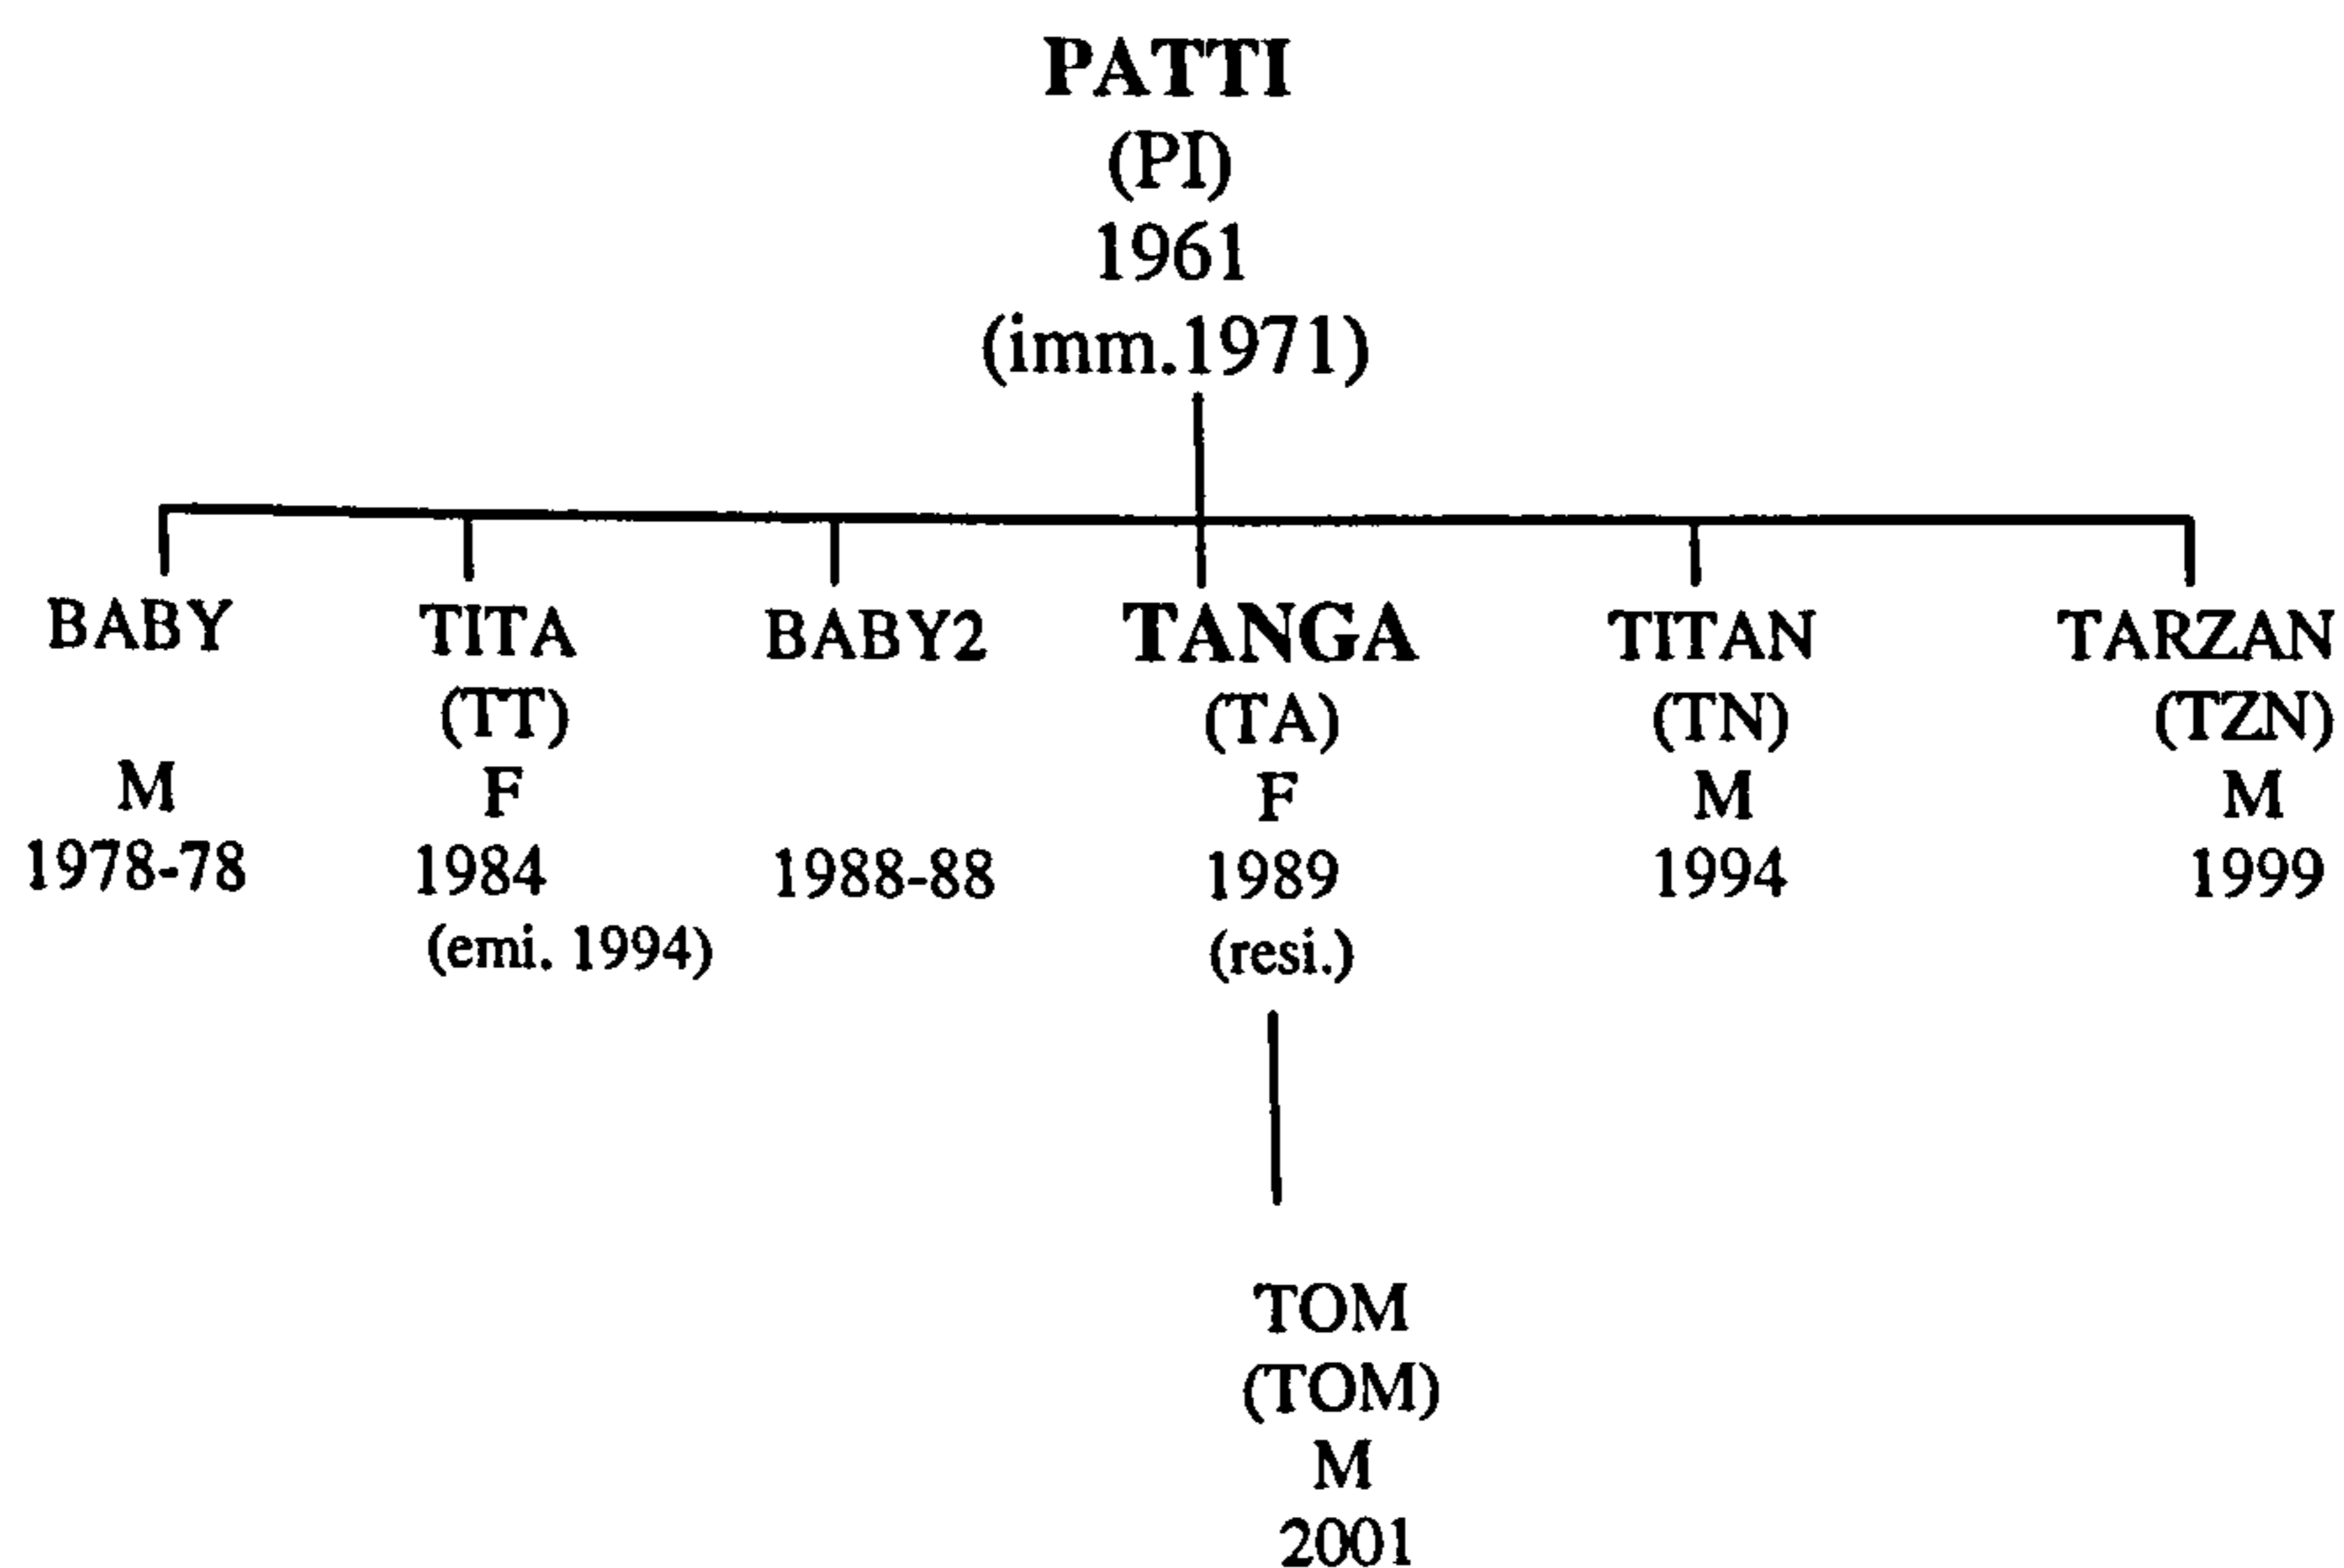 PATTI
(PI)
1961
(imm.1971)
BABY TITA BABY2 TANGA TITAN TARZAN
(TT) (TA) (TN) (TZN)
M F F M M
1978-78 1984 1988-88 1989 1994 1999
(emi. 1994) (resi.)
TOM
(TOM)
M
2001